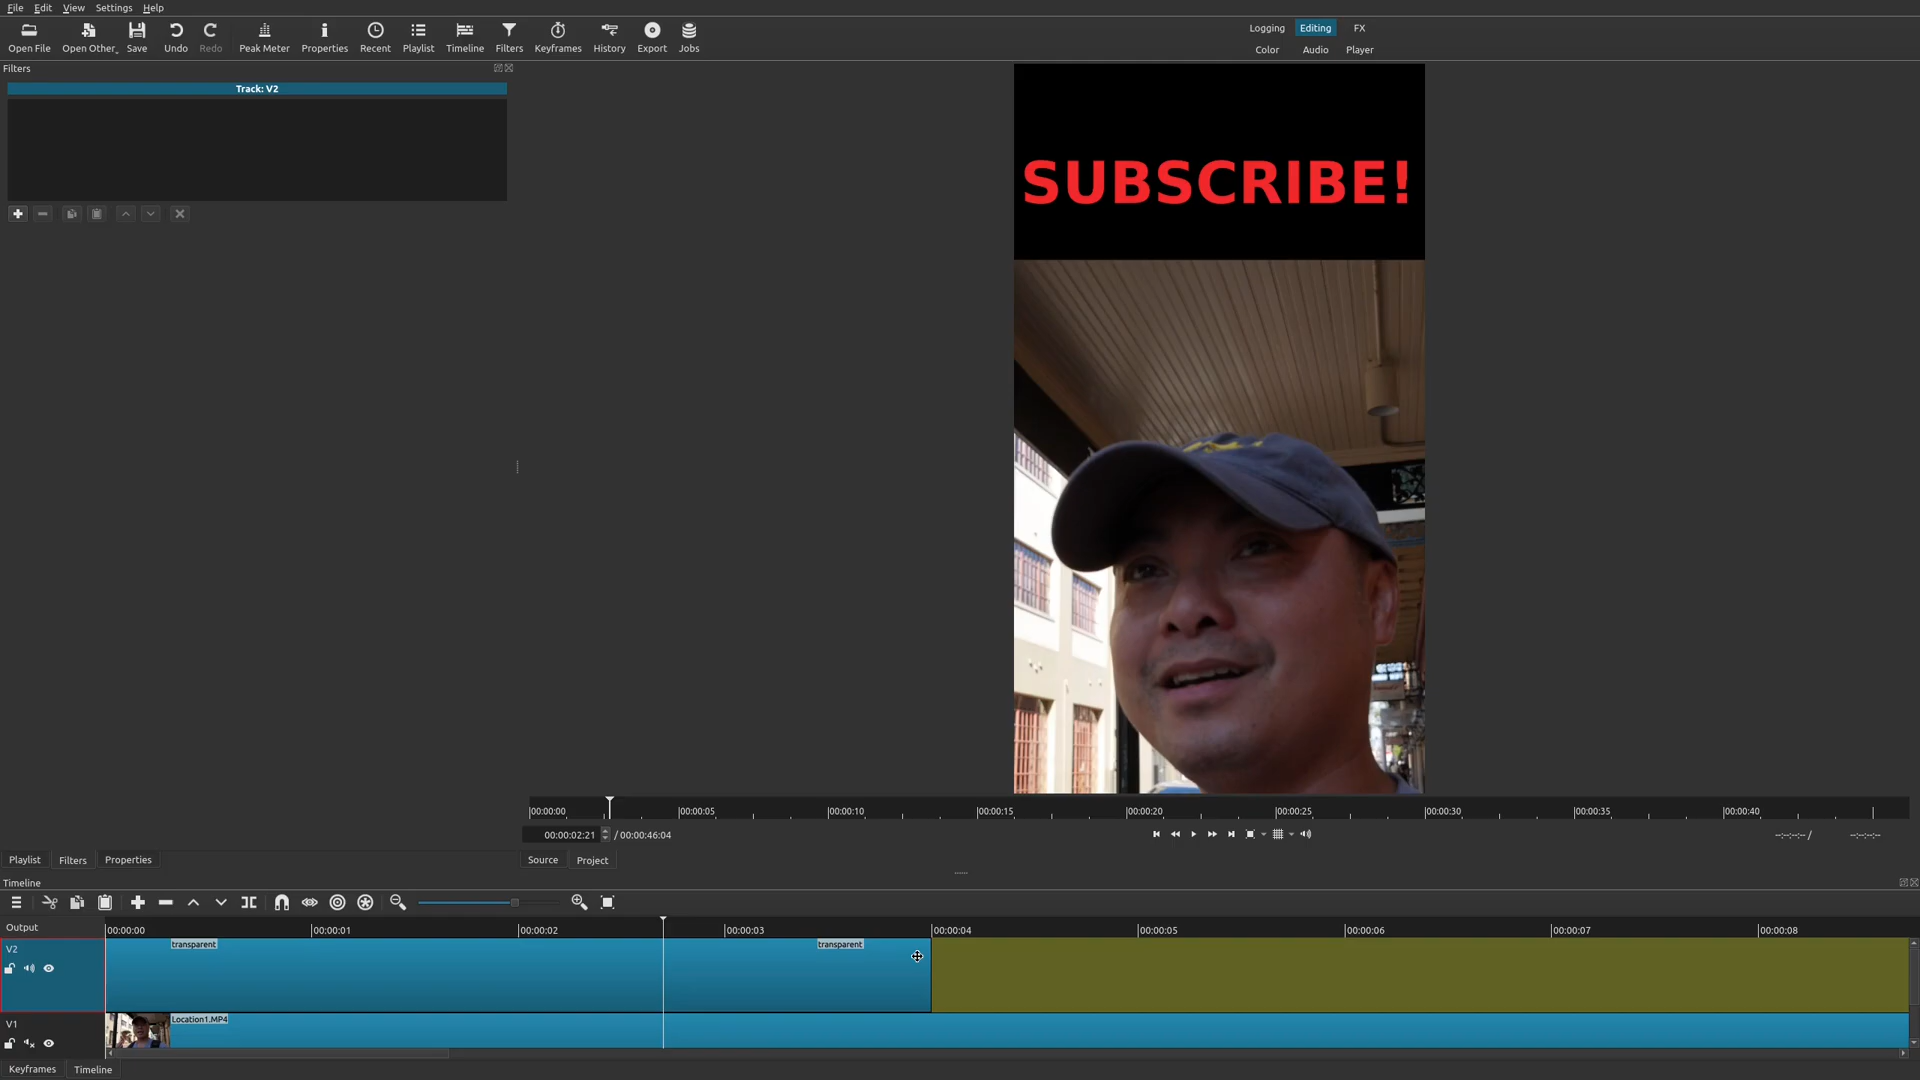 File Edit View Settings Help
Open File Open Other Save Undo Redo Peak Meter Properties Recent Playlist Timeline Filters Keyframes History Export Jobs
Logging Editing FX
Color Audio Player
Filters
Track: V2
SUBSCRIBE!
00:00:00 00:00:05 00:00:10 00:00:15 00:00:20 00:00:25 00:00:30 00:00:35 00:00:40
00:00:02:21 / 00:00:46:04 --:--:--:-- / --:--:--:--
Playlist Filters Properties Source Project
Timeline
Output 00:00:00 00:00:01 00:00:02 00:00:03 00:00:04 00:00:05 00:00:06 00:00:07 00:00:08
V2 transparent transparent
V1 Location1.MP4
Keyframes Timeline